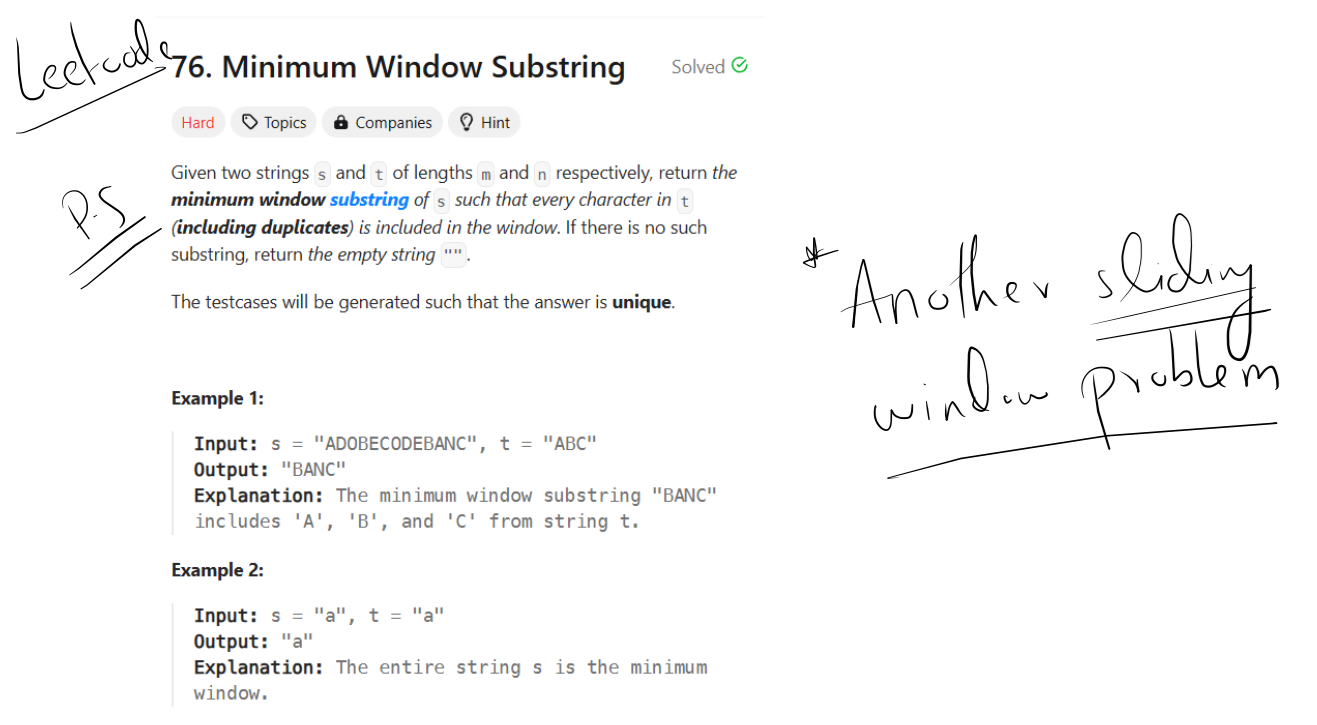 Leetcode
76. Minimum Window Substring
Solved
Hard Topics Companies Hint
P.S
Given two strings s and t of lengths m and n respectively, return the
minimum window substring of s such that every character in t
(including duplicates) is included in the window. If there is no such
substring, return the empty string "".
The testcases will be generated such that the answer is unique.
* Another sliding
window problem
Example 1:
Input: s = "ADOBECODEBANC", t = "ABC"
Output: "BANC"
Explanation: The minimum window substring "BANC"
includes 'A', 'B', and 'C' from string t.
Example 2:
Input: s = "a", t = "a"
Output: "a"
Explanation: The entire string s is the minimum
window.